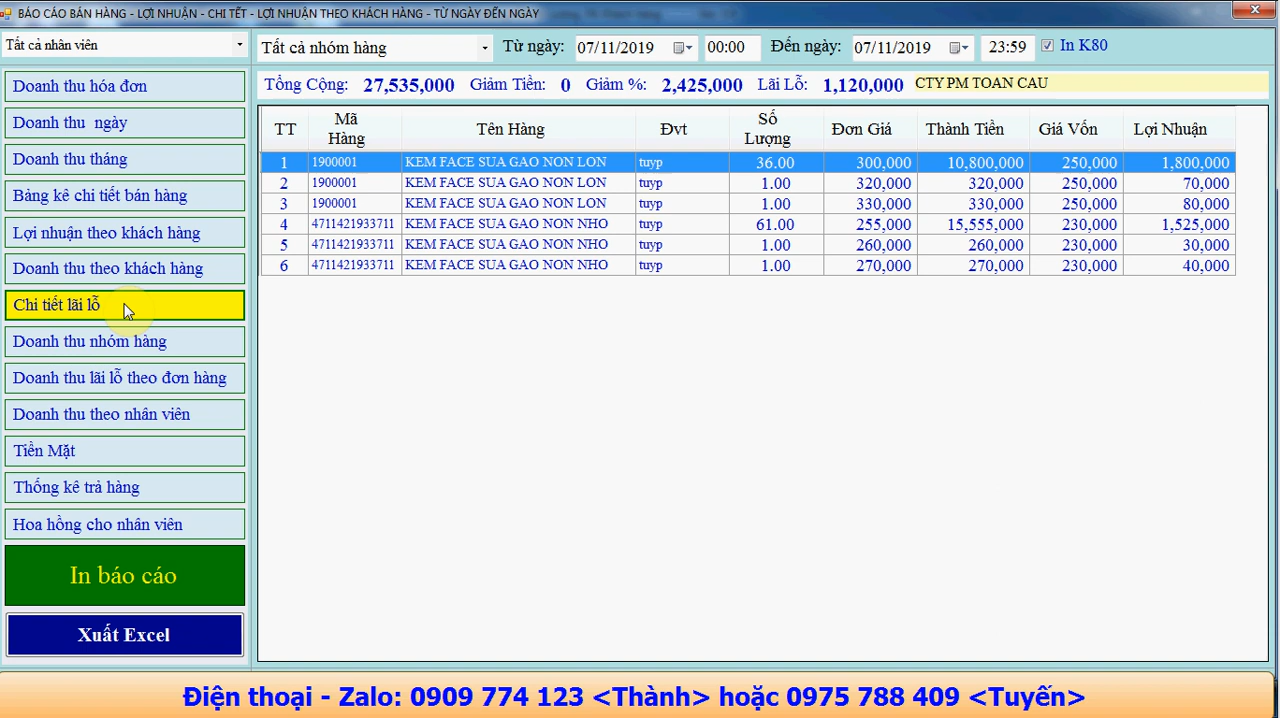 BÁO CÁO BÁN HÀNG - LỢI NHUẬN - CHI TẾT - LỢI NHUẬN THEO KHÁCH HÀNG - TỪ NGÀY ĐẾN NGÀY
Tất cả nhân viên
Tất cả nhóm hàng Từ ngày: 07/11/2019 00:00 Đến ngày: 07/11/2019 23:59 In K80
Tổng Cộng: 27,535,000 Giảm Tiền: 0 Giảm %: 2,425,000 Lãi Lỗ: 1,120,000 CTY PM TOAN CAU
Doanh thu hóa đơn
Doanh thu ngày
Doanh thu tháng
Bảng kê chi tiết bán hàng
Lợi nhuận theo khách hàng
Doanh thu theo khách hàng
Chi tiết lãi lỗ
Doanh thu nhóm hàng
Doanh thu lãi lỗ theo đơn hàng
Doanh thu theo nhân viên
Tiền Mặt
Thống kê trả hàng
Hoa hồng cho nhân viên
In báo cáo
Xuất Excel
TT Mã Hàng Tên Hàng Đvt Số Lượng Đơn Giá Thành Tiền Giá Vốn Lợi Nhuận
1 1900001 KEM FACE SUA GAO NON LON tuyp 36.00 300,000 10,800,000 250,000 1,800,000
2 1900001 KEM FACE SUA GAO NON LON tuyp 1.00 320,000 320,000 250,000 70,000
3 1900001 KEM FACE SUA GAO NON LON tuyp 1.00 330,000 330,000 250,000 80,000
4 4711421933711 KEM FACE SUA GAO NON NHO tuyp 61.00 255,000 15,555,000 230,000 1,525,000
5 4711421933711 KEM FACE SUA GAO NON NHO tuyp 1.00 260,000 260,000 230,000 30,000
6 4711421933711 KEM FACE SUA GAO NON NHO tuyp 1.00 270,000 270,000 230,000 40,000
Điện thoại - Zalo: 0909 774 123 <Thành> hoặc 0975 788 409 <Tuyến>